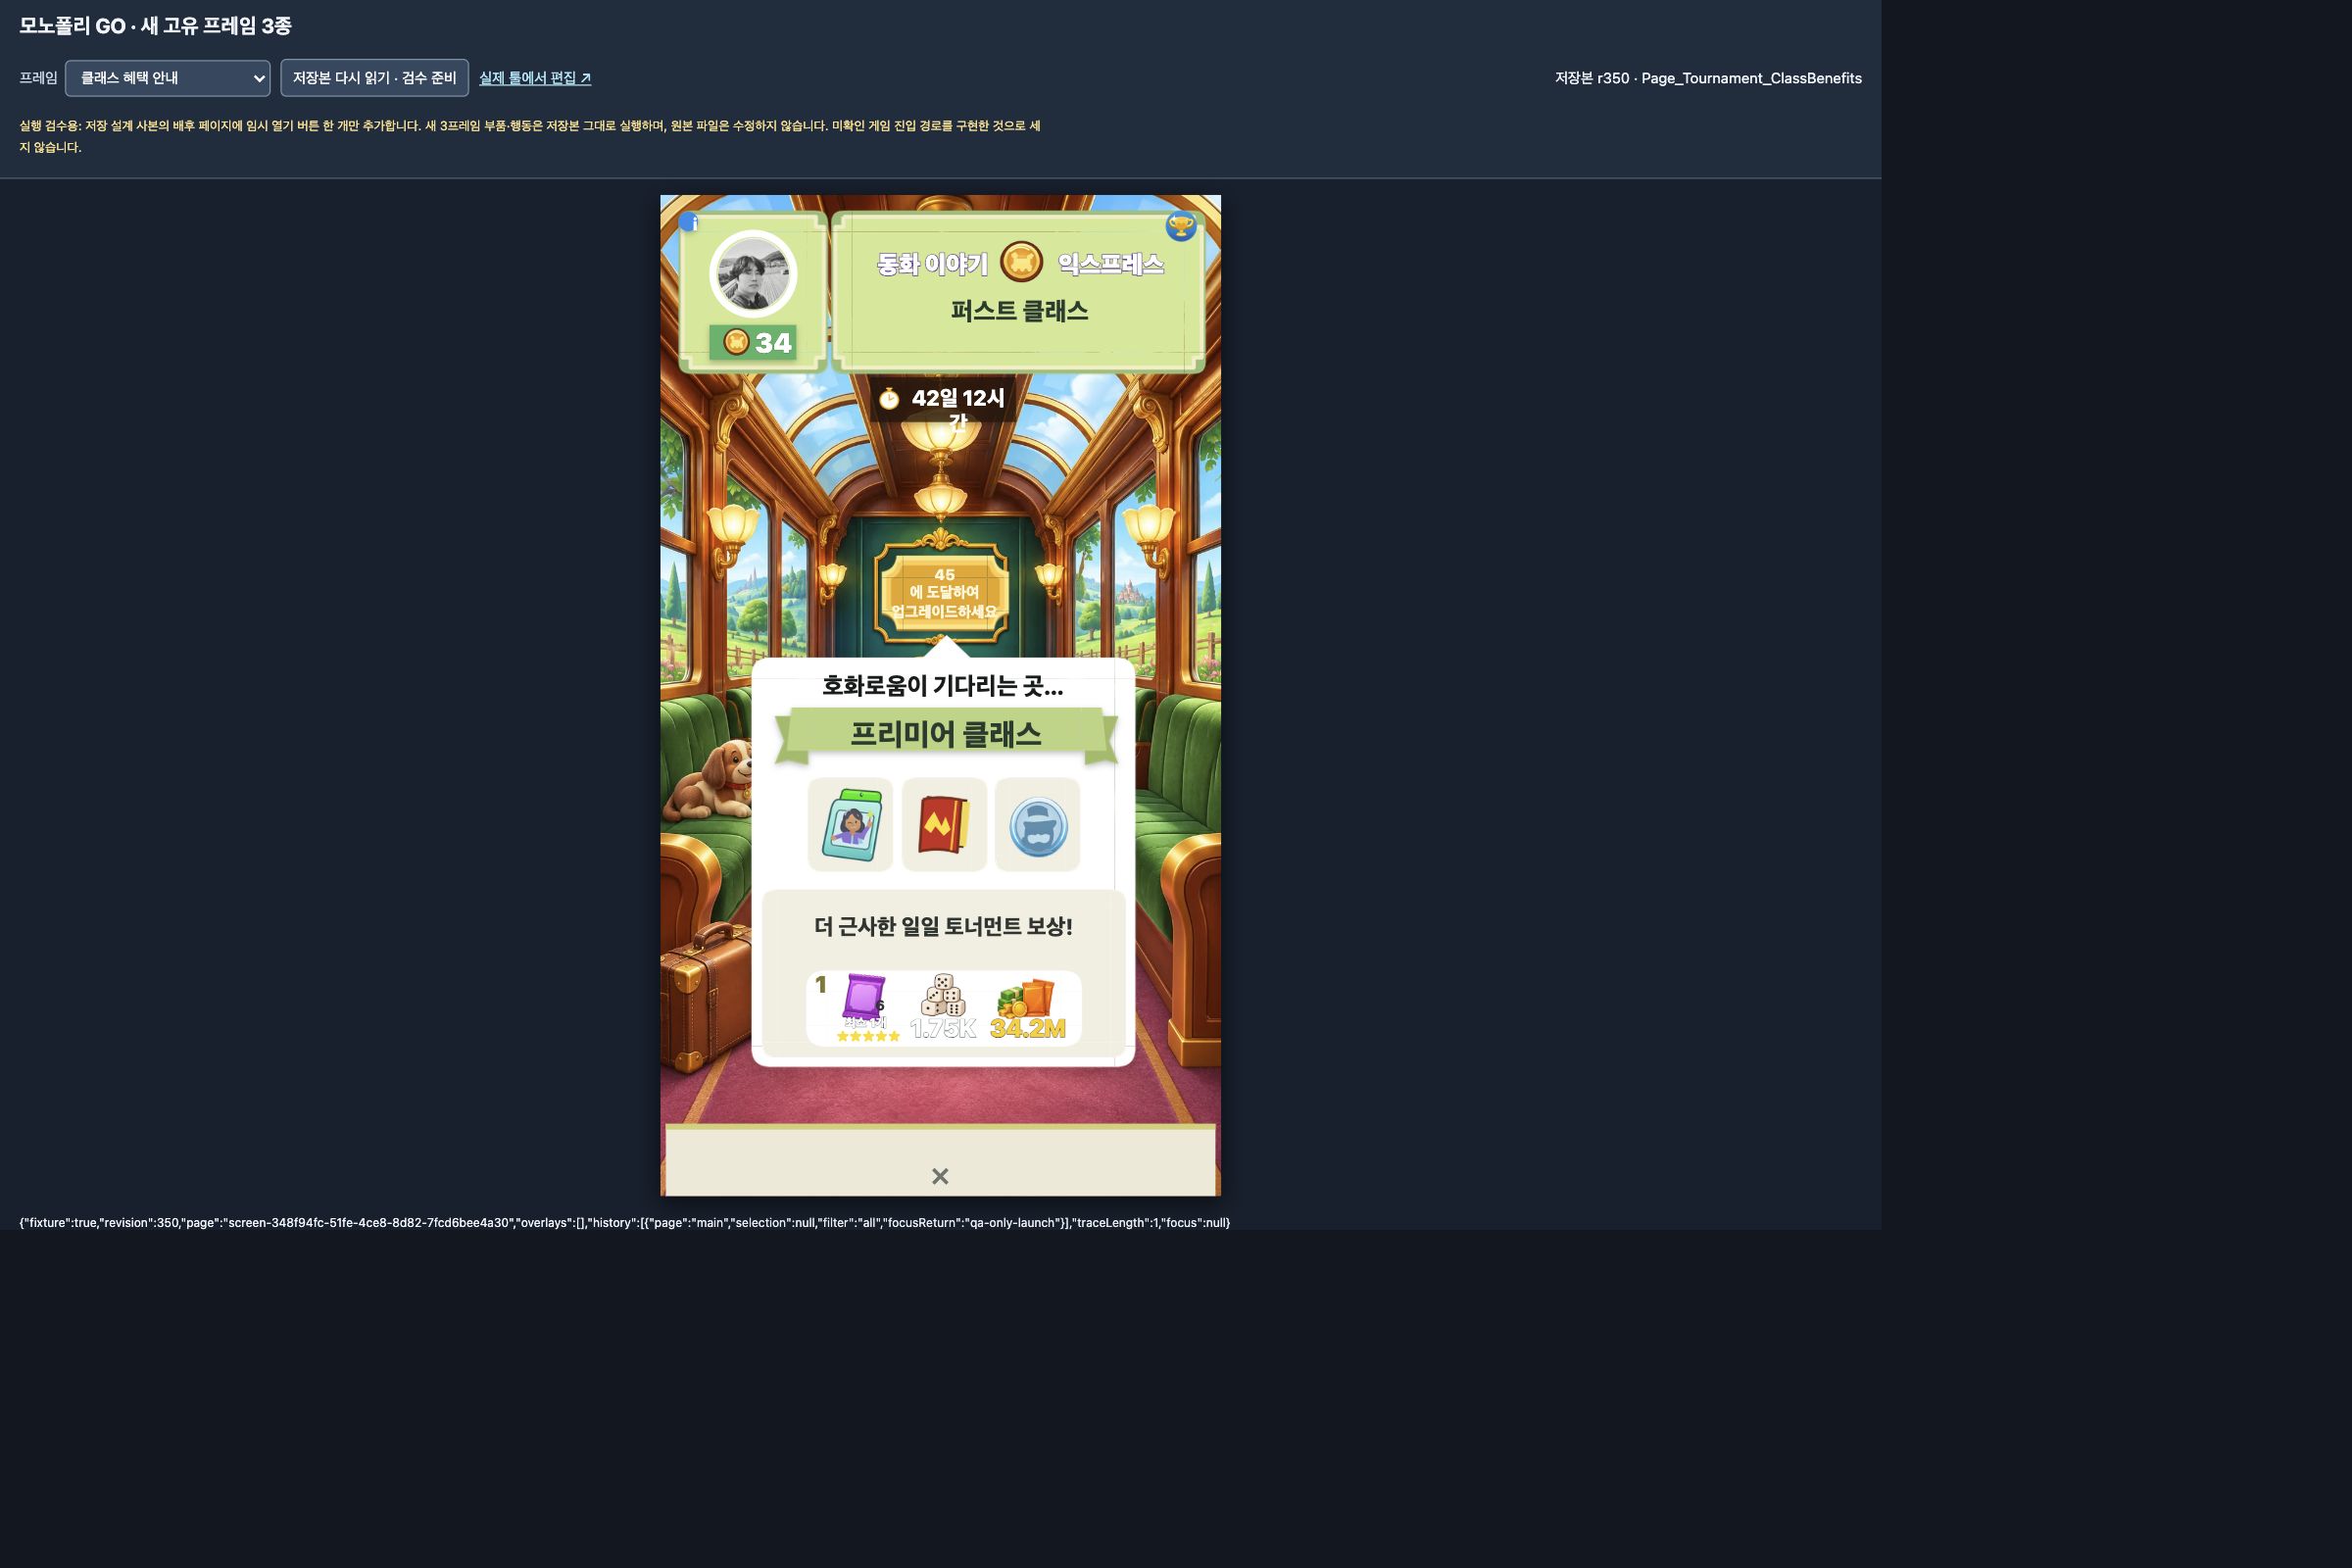 모노폴리 GO · 새 고유 프레임 3종
프레임 클래스 혜택 안내 저장본 다시 읽기 · 검수 준비 실제 툴에서 편집 ↗ 저장본 r350 · Page_Tournament_ClassBenefits
실행 검수용: 저장 설계 사본의 배후 페이지에 임시 열기 버튼 한 개만 추가합니다. 새 3프레임 부품·행동은 저장본 그대로 실행하며, 원본 파일은 수정하지 않습니다. 미확인 게임 진입 경로를 구현한 것으로 세
지 않습니다.
i
동화 이야기 익스프레스
퍼스트 클래스
34
42일 12시
간
45
에 도달하여
업그레이드하세요
호화로움이 기다리는 곳...
프리미어 클래스
더 근사한 일일 토너먼트 보상!
1
6
최소 1개
1.75K 34.2M
×
{"fixture":true,"revision":350,"page":"screen-348f94fc-51fe-4ce8-8d82-7fcd6bee4a30","overlays":[],"history":[{"page":"main","selection":null,"filter":"all","focusReturn":"qa-only-launch"}],"traceLength":1,"focus":null}